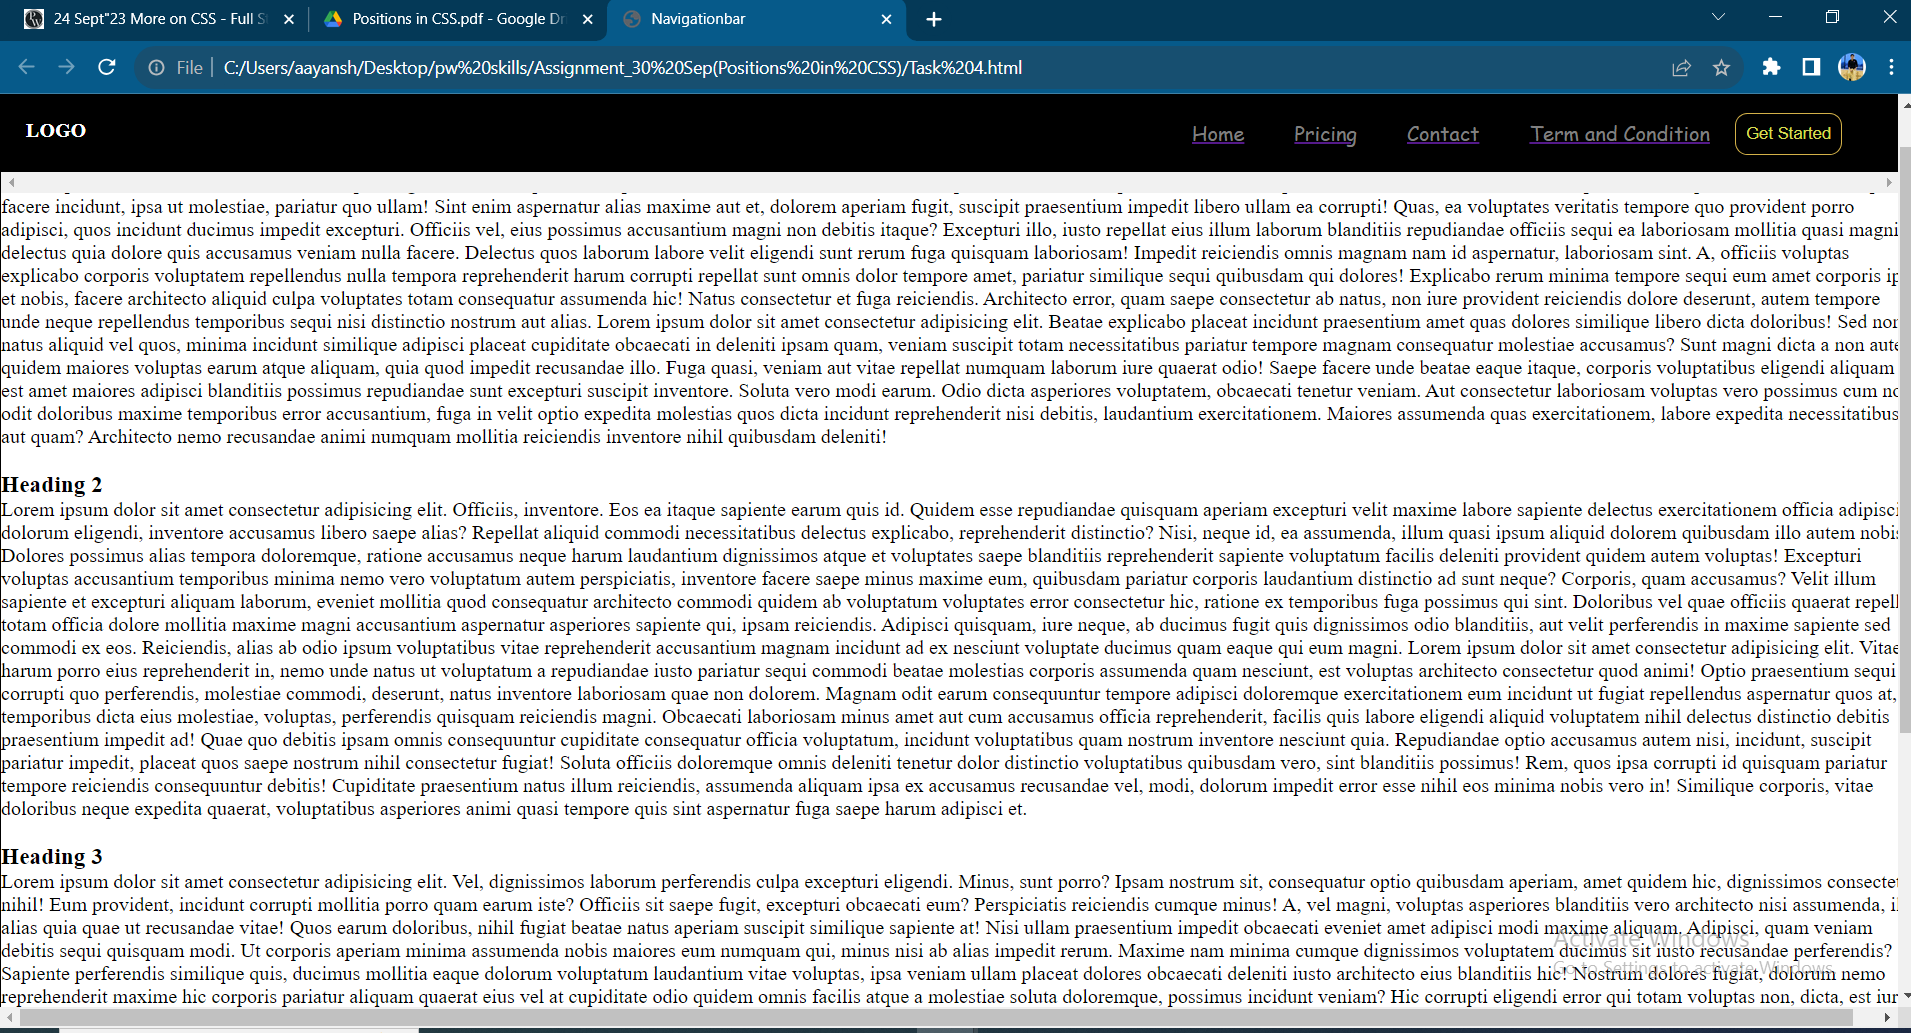 24 Sept"23 More on CSS - Full S
Positions in CSS.pdf - Google Dr
Navigationbar
File
C:/Users/aayansh/Desktop/pw%20skills/Assignment_30%20Sep(Positions%20in%20CSS)/Task%204.html
LOGO
Home Pricing Contact Term and Condition Get Started
facere incidunt, ipsa ut molestiae, pariatur quo ullam! Sint enim aspernatur alias maxime aut et, dolorem aperiam fugit, suscipit praesentium impedit libero ullam ea corrupti! Quas, ea voluptates veritatis tempore quo provident porro
adipisci, quos incidunt ducimus impedit excepturi. Officiis vel, eius possimus accusantium magni non debitis itaque? Excepturi illo, iusto repellat eius illum laborum blanditiis repudiandae officiis sequi ea laboriosam mollitia quasi magni
delectus quia dolore quis accusamus veniam nulla facere. Delectus quos laborum labore velit eligendi sunt rerum fuga quisquam laboriosam! Impedit reiciendis omnis magnam nam id aspernatur, laboriosam sint. A, officiis voluptas
explicabo corporis voluptatem repellendus nulla tempora reprehenderit harum corrupti repellat sunt omnis dolor tempore amet, pariatur similique sequi quibusdam qui dolores! Explicabo rerum minima tempore sequi eum amet corporis ip
et nobis, facere architecto aliquid culpa voluptates totam consequatur assumenda hic! Natus consectetur et fuga reiciendis. Architecto error, quam saepe consectetur ab natus, non iure provident reiciendis dolore deserunt, autem tempore
unde neque repellendus temporibus sequi nisi distinctio nostrum aut alias. Lorem ipsum dolor sit amet consectetur adipisicing elit. Beatae explicabo placeat incidunt praesentium amet quas dolores similique libero dicta doloribus! Sed non
natus aliquid vel quos, minima incidunt similique adipisci placeat cupiditate obcaecati in deleniti ipsam quam, veniam suscipit totam necessitatibus pariatur tempore magnam consequatur molestiae accusamus? Sunt magni dicta a non aute
quidem maiores voluptas earum atque aliquam, quia quod impedit recusandae illo. Fuga quasi, veniam aut vitae repellat numquam laborum iure quaerat odio! Saepe facere unde beatae eaque itaque, corporis voluptatibus eligendi aliquam
est amet maiores adipisci blanditiis possimus repudiandae sunt excepturi suscipit inventore. Soluta vero modi earum. Odio dicta asperiores voluptatem, obcaecati tenetur veniam. Aut consectetur laboriosam voluptas vero possimus cum no
odit doloribus maxime temporibus error accusantium, fuga in velit optio expedita molestias quos dicta incidunt reprehenderit nisi debitis, laudantium exercitationem. Maiores assumenda quas exercitationem, labore expedita necessitatibus
aut quam? Architecto nemo recusandae animi numquam mollitia reiciendis inventore nihil quibusdam deleniti!
Heading 2
Lorem ipsum dolor sit amet consectetur adipisicing elit. Officiis, inventore. Eos ea itaque sapiente earum quis id. Quidem esse repudiandae quisquam aperiam excepturi velit maxime labore sapiente delectus exercitationem officia adipisci
dolorum eligendi, inventore accusamus libero saepe alias? Repellat aliquid commodi necessitatibus delectus explicabo, reprehenderit distinctio? Nisi, neque id, ea assumenda, illum quasi ipsum aliquid dolorem quibusdam illo autem nobis
Dolores possimus alias tempora doloremque, ratione accusamus neque harum laudantium dignissimos atque et voluptates saepe blanditiis reprehenderit sapiente voluptatum facilis deleniti provident quidem autem voluptas! Excepturi
voluptas accusantium temporibus minima nemo vero voluptatum autem perspiciatis, inventore facere saepe minus maxime eum, quibusdam pariatur corporis laudantium distinctio ad sunt neque? Corporis, quam accusamus? Velit illum
sapiente et excepturi aliquam laborum, eveniet mollitia quod consequatur architecto commodi quidem ab voluptatum voluptates error consectetur hic, ratione ex temporibus fuga possimus qui sint. Doloribus vel quae officiis quaerat repell
totam officia dolore mollitia maxime magni accusantium aspernatur asperiores sapiente qui, ipsam reiciendis. Adipisci quisquam, iure neque, ab ducimus fugit quis dignissimos odio blanditiis, aut velit perferendis in maxime sapiente sed
commodi ex eos. Reiciendis, alias ab odio ipsum voluptatibus vitae reprehenderit accusantium magnam incidunt ad ex nesciunt voluptate ducimus quam eaque qui eum magni. Lorem ipsum dolor sit amet consectetur adipisicing elit. Vitae
harum porro eius reprehenderit in, nemo unde natus ut voluptatum a repudiandae iusto pariatur sequi commodi beatae molestias corporis assumenda quam nesciunt, est voluptas architecto consectetur quod animi! Optio praesentium sequi
corrupti quo perferendis, molestiae commodi, deserunt, natus inventore laboriosam quae non dolorem. Magnam odit earum consequuntur tempore adipisci doloremque exercitationem eum incidunt ut fugiat repellendus aspernatur quos at,
temporibus dicta eius molestiae, voluptas, perferendis quisquam reiciendis magni. Obcaecati laboriosam minus amet aut cum accusamus officia reprehenderit, facilis quis labore eligendi aliquid voluptatem nihil delectus distinctio debitis
praesentium impedit ad! Quae quo debitis ipsam omnis consequuntur cupiditate consequatur officia voluptatum, incidunt voluptatibus quam nostrum inventore nesciunt quia. Repudiandae optio accusamus autem nisi, incidunt, suscipit
pariatur impedit, placeat quos saepe nostrum nihil consectetur fugiat! Soluta officiis doloremque omnis deleniti tenetur dolor distinctio voluptatibus quibusdam vero, sint blanditiis possimus! Rem, quos ipsa corrupti id quisquam pariatur
tempore reiciendis consequuntur debitis! Cupiditate praesentium natus illum reiciendis, assumenda aliquam ipsa ex accusamus recusandae vel, modi, dolorum impedit error esse nihil eos minima nobis vero in! Similique corporis, vitae
doloribus neque expedita quaerat, voluptatibus asperiores animi quasi tempore quis sint aspernatur fuga saepe harum adipisci et.
Heading 3
Lorem ipsum dolor sit amet consectetur adipisicing elit. Vel, dignissimos laborum perferendis culpa excepturi eligendi. Minus, sunt porro? Ipsam nostrum sit, consequatur optio quibusdam aperiam, amet quidem hic, dignissimos consectet
nihil! Eum provident, incidunt corrupti mollitia porro quam earum iste? Officiis sit saepe fugit, excepturi obcaecati eum? Perspiciatis reiciendis cumque minus! A, vel magni, voluptas asperiores blanditiis vero architecto nisi assumenda, i
alias quia quae ut recusandae vitae! Quos earum doloribus, nihil fugiat beatae natus aperiam suscipit similique sapiente at! Nisi ullam praesentium impedit obcaecati eveniet amet adipisci modi maxime aliquam. Adipisci, quam veniam
debitis sequi quisquam modi. Ut corporis aperiam minima assumenda nobis maiores eum numquam qui, minus nisi ab alias impedit rerum. Maxime nam minima cumque dignissimos voluptatem ducimus sit iusto recusandae perferendis?
Sapiente perferendis similique quis, ducimus mollitia eaque dolorum voluptatum laudantium vitae voluptas, ipsa veniam ullam placeat dolores obcaecati deleniti iusto architecto eius blanditiis hic! Nostrum dolores fugiat, dolorum nemo
reprehenderit maxime hic corporis pariatur aliquam quaerat eius vel at cupiditate odio quidem omnis facilis atque a molestiae soluta doloremque, possimus incidunt veniam? Hic corrupti eligendi error qui totam voluptas non, dicta, est iur
Activate Windows
Go to Settings to activate Windows.